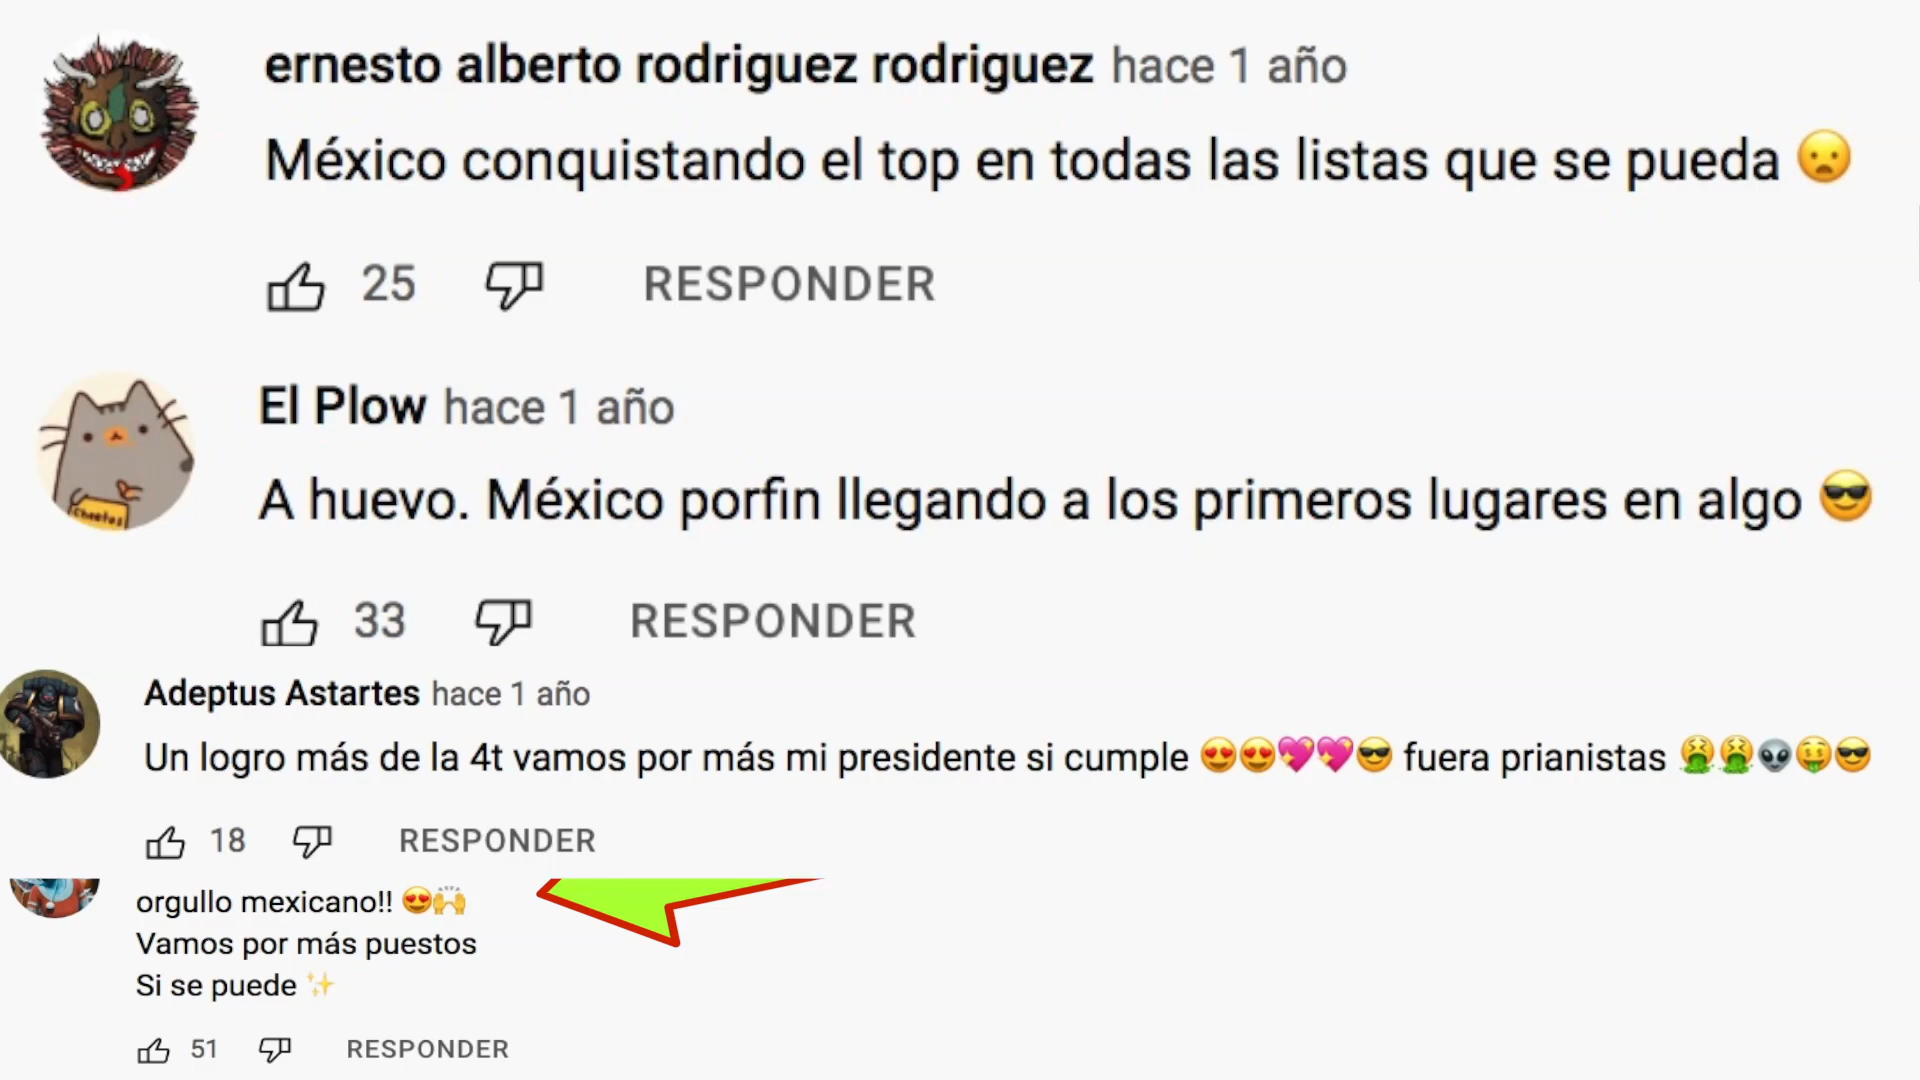 ernesto alberto rodriguez rodriguez hace 1 año
México conquistando el top en todas las listas que se pueda 😦
25 RESPONDER
El Plow hace 1 año
A huevo. México porfin llegando a los primeros lugares en algo 😎
Cheetos
33 RESPONDER
Adeptus Astartes hace 1 año
Un logro más de la 4t vamos por más mi presidente si cumple 😍😍💖💖😎 fuera prianistas 🤮🤮👽🤑😎
18 RESPONDER
orgullo mexicano!! 😍🙌
Vamos por más puestos
Si se puede ✨
51 RESPONDER